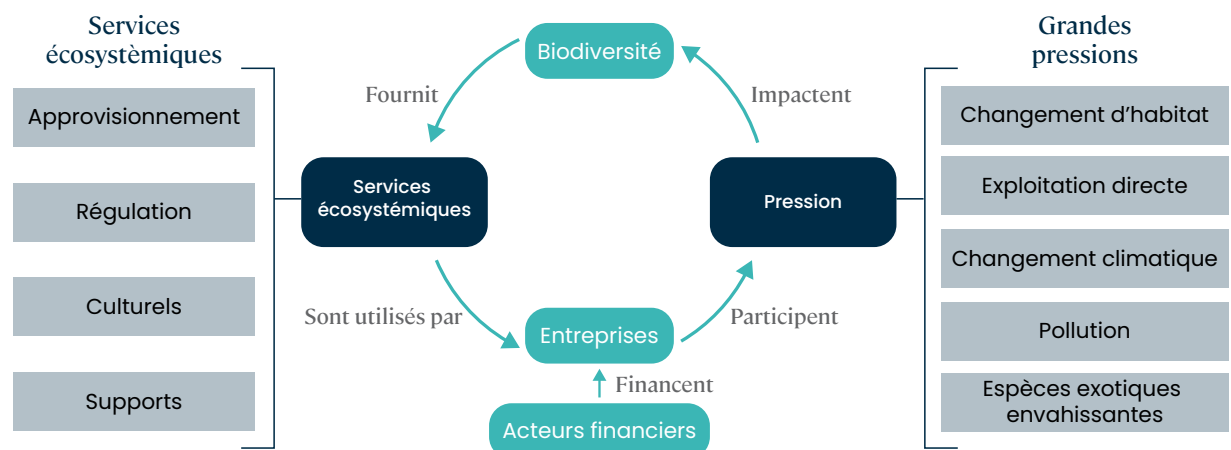 Services
écosystèmiques
Approvisionnement
Régulation
Culturels
Supports
Biodiversité
Fournit
Impactent
Services
écosystémiques
Pression
Sont utilisés par
Entreprises
Participent
Financent
Acteurs financiers
Grandes
pressions
Changement d’habitat
Exploitation directe
Changement climatique
Pollution
Espèces exotiques
envahissantes